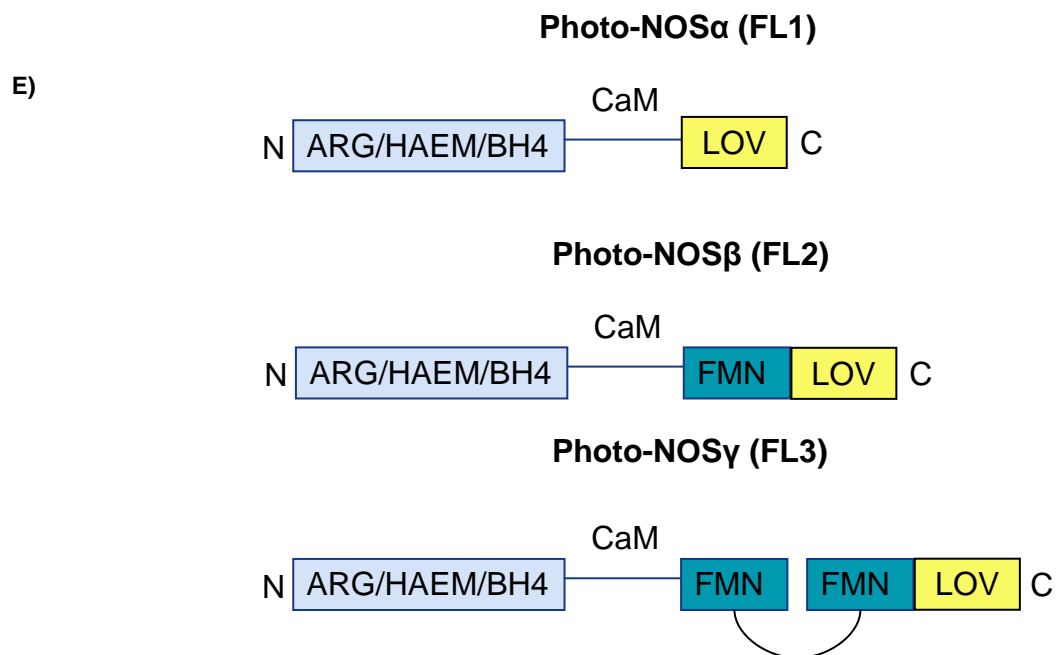 Photo-NOSα (FL1)
E)
CaM
N ARG/HAEM/BH4 LOV C
Photo-NOSβ (FL2)
CaM
N ARG/HAEM/BH4 FMN LOV C
Photo-NOSγ (FL3)
CaM
N ARG/HAEM/BH4 FMN FMN LOV C